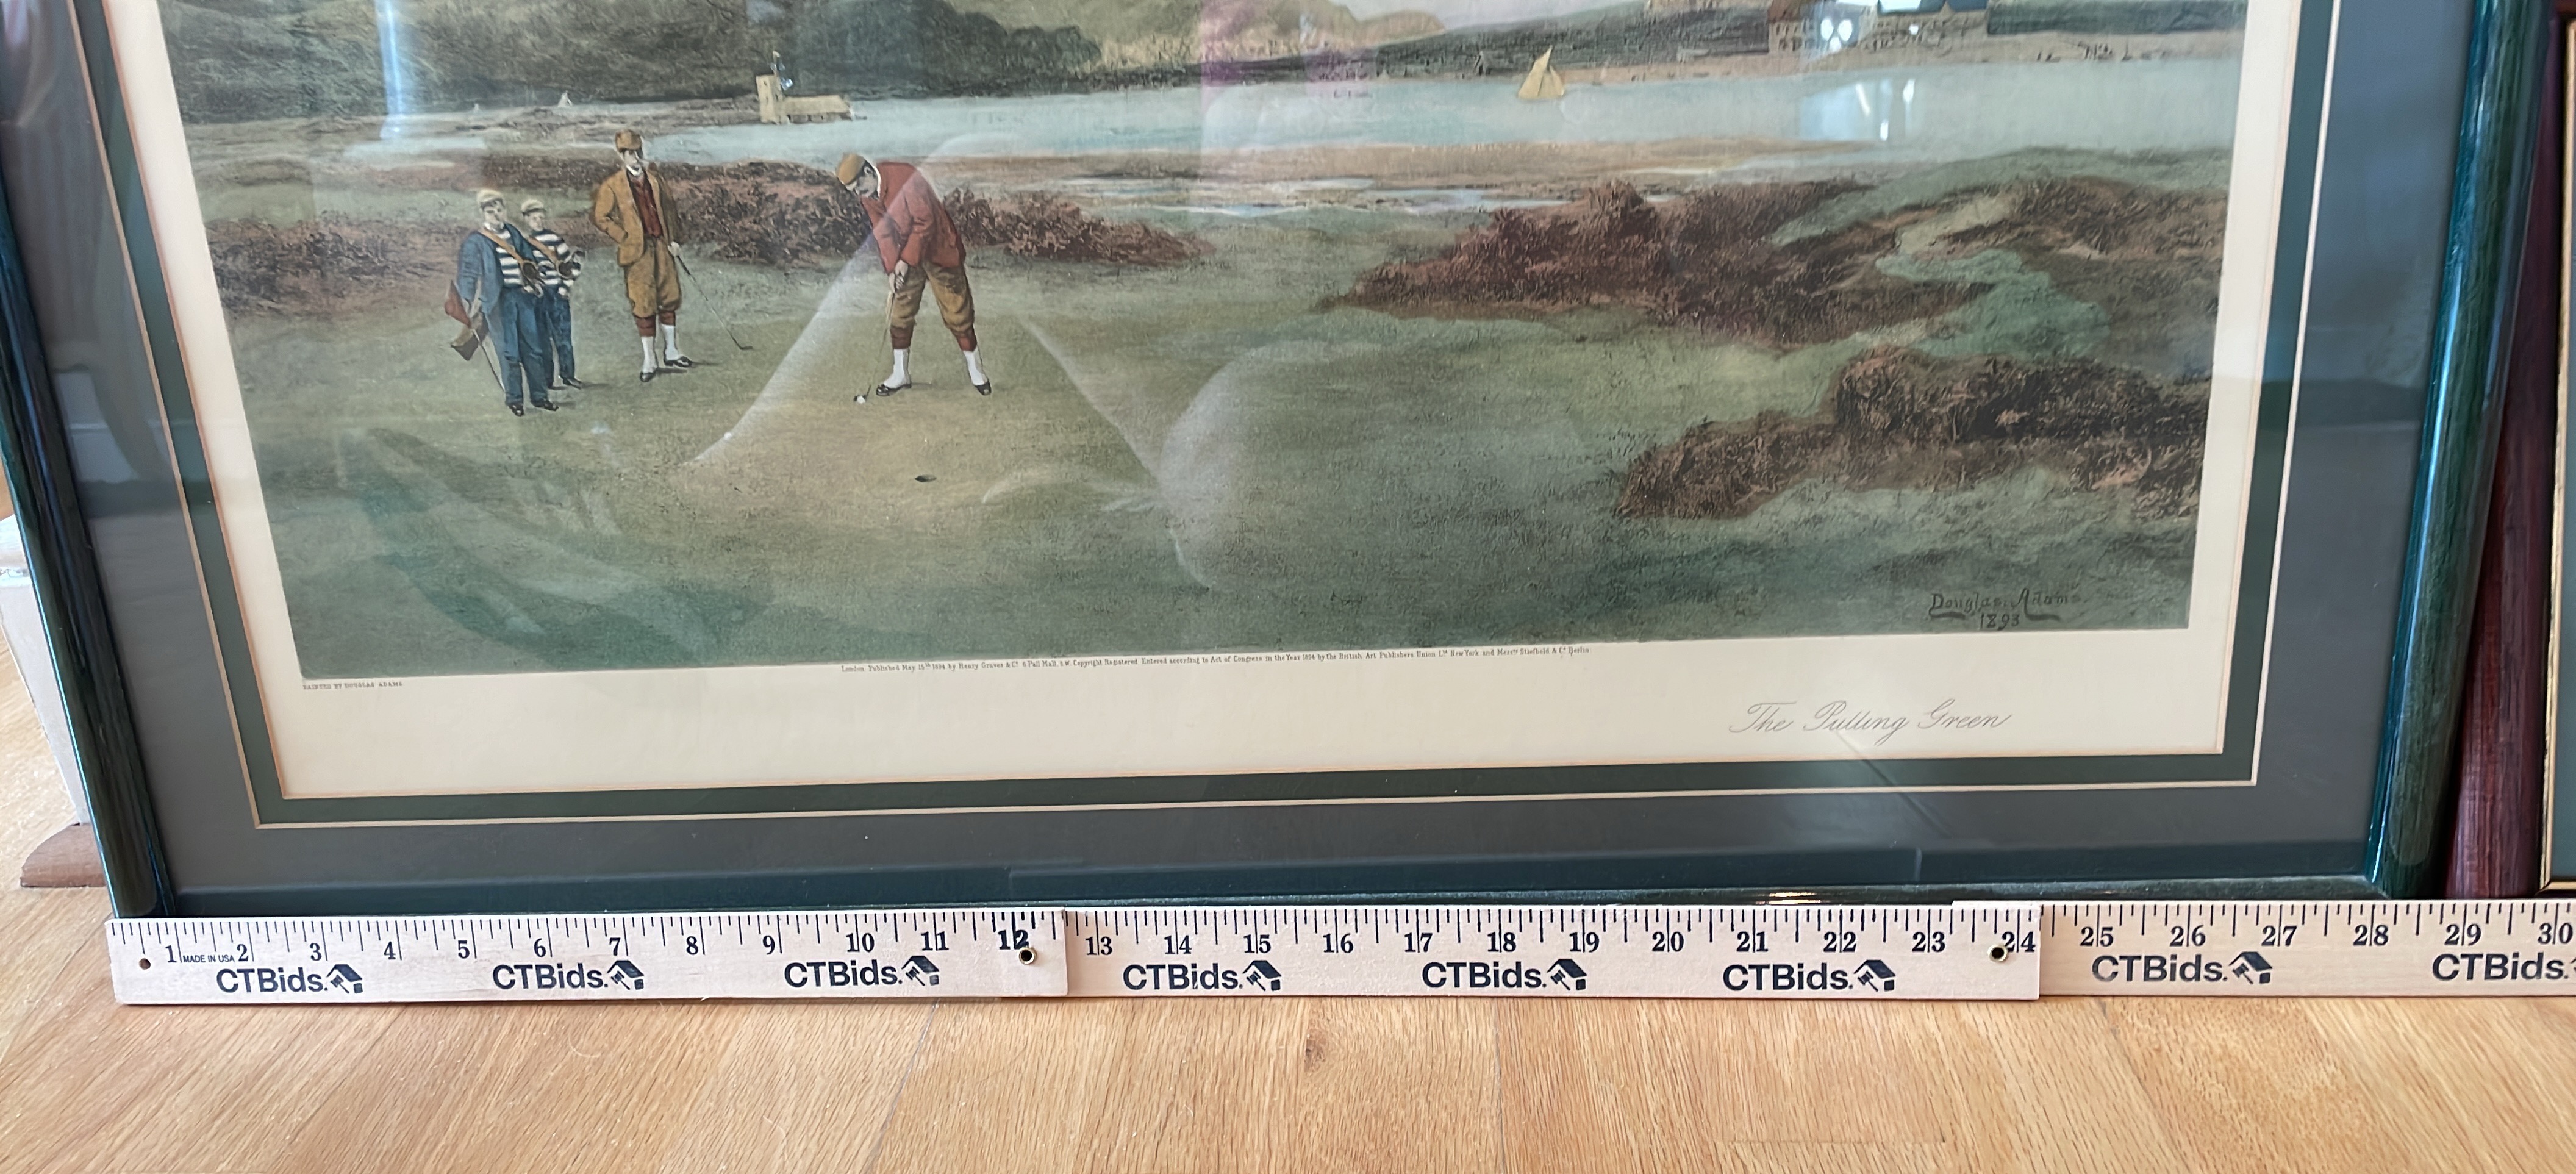 Douglas Adams
1893
London Published May 15th 1894 by Henry Graves & Co 6 Pall Mall, S.W. Copyright Registered. Entered according to Act of Congress in the Year 1894 by the British Art Publishers Union Ltd New York and Messrs Stiefbold & Co Berlin
PAINTED BY DOUGLAS ADAMS
The Putting Green
1 MADE IN USA 2 3 4 5 6 7 8 9 10 11 12 13 14 15 16 17 18 19 20 21 22 23 24 25 26 27 28 29 30
CTBids. CTBids. CTBids. CTBids. CTBids. CTBids. CTBids. CTBids.